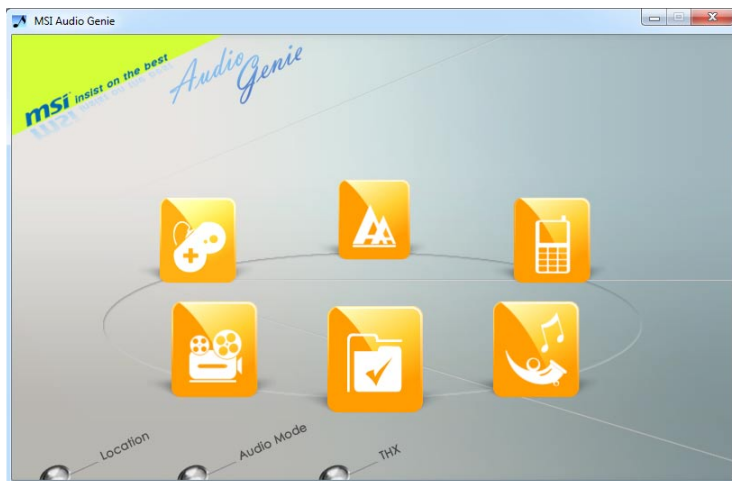 MSI Audio Genie
msi insist on the best
Audio
Genie
Location
Audio Mode
THX